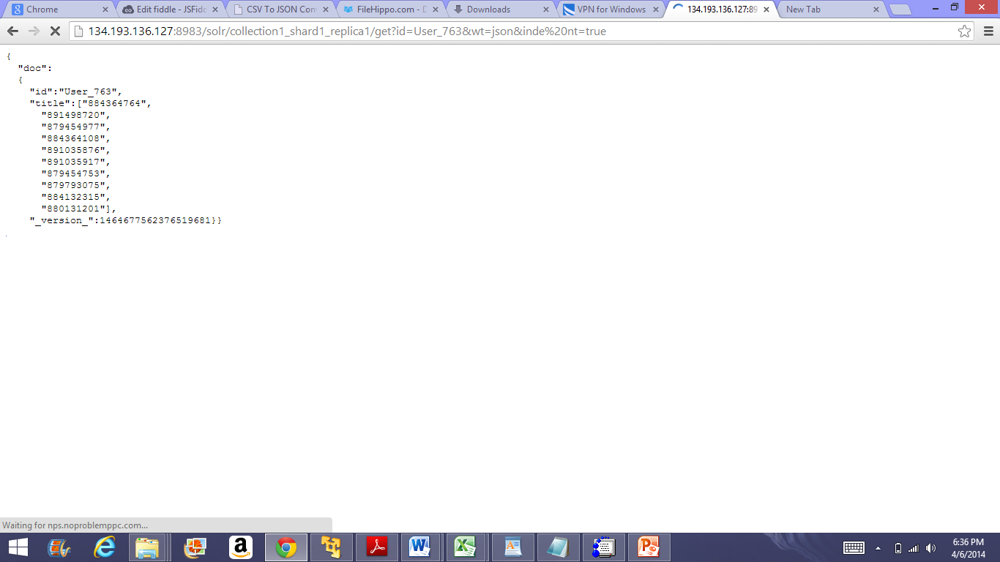 Chrome
Edit fiddle - JSFidd
CSV To JSON Conv
FileHippo.com - D
Downloads
VPN for Windows
134.193.136.127:89
New Tab
134.193.136.127:8983/solr/collection1_shard1_replica1/get?id=User_763&wt=json&inde%20nt=true
{
"doc":
{
"id":"User_763",
"title":["884364764",
"891498720",
"879454977",
"884364108",
"891035876",
"891035917",
"879454753",
"879793075",
"884132315",
"880131201"],
"_version_":1464677562376519681}}
Waiting for nps.noproblemppc.com...
6:36 PM
4/6/2014